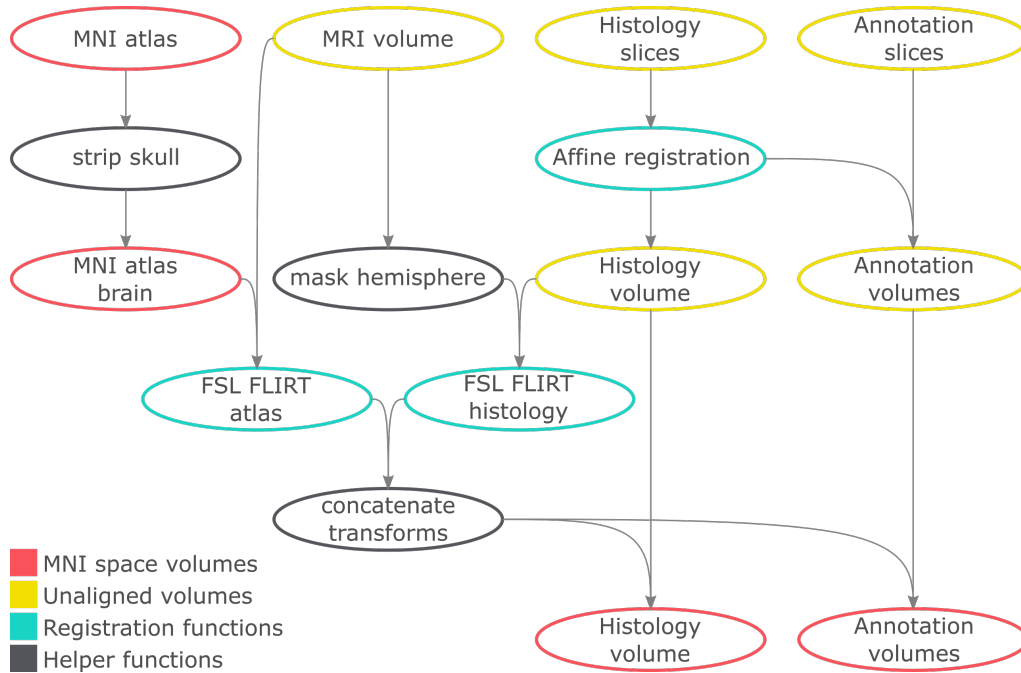 MNI atlas
MRI volume
Histology
slices
Annotation
slices
strip skull
Affine registration
MNI atlas
brain
mask hemisphere
Histology
volume
Annotation
volumes
FSL FLIRT
atlas
FSL FLIRT
histology
concatenate
transforms
MNI space volumes
Unaligned volumes
Registration functions
Helper functions
Histology
volume
Annotation
volumes